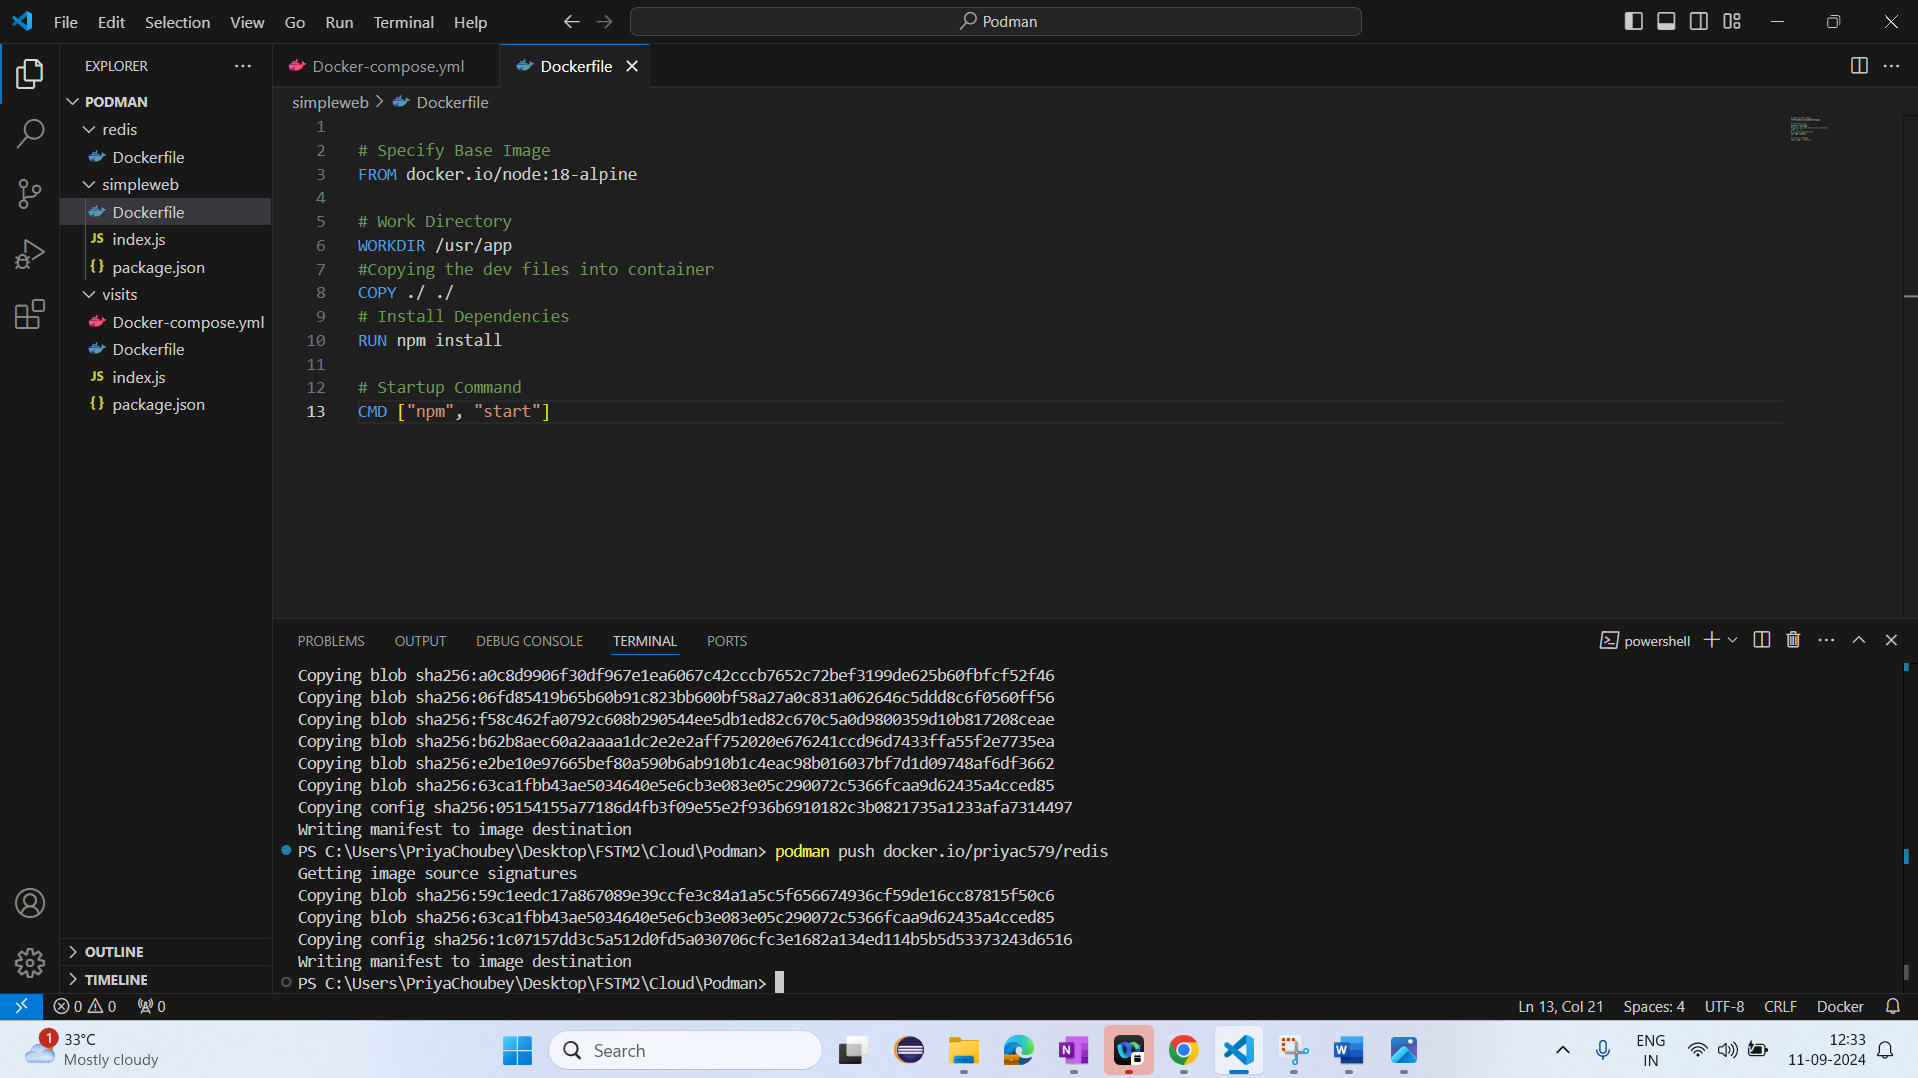 File Edit Selection View Go Run Terminal Help
Podman
EXPLORER
PODMAN
redis
Dockerfile
simpleweb
Dockerfile
JS index.js
{} package.json
visits
Docker-compose.yml
Dockerfile
JS index.js
{} package.json
OUTLINE
TIMELINE
Docker-compose.yml
Dockerfile
simpleweb > Dockerfile
1
2 # Specify Base Image
3 FROM docker.io/node:18-alpine
4
5 # Work Directory
6 WORKDIR /usr/app
7 #Copying the dev files into container
8 COPY ./ ./
9 # Install Dependencies
10 RUN npm install
11
12 # Startup Command
13 CMD ["npm", "start"]
PROBLEMS OUTPUT DEBUG CONSOLE TERMINAL PORTS
powershell
Copying blob sha256:a0c8d9906f30df967e1ea6067c42cccb7652c72bef3199de625b60fbfcf52f46
Copying blob sha256:06fd85419b65b60b91c823bb600bf58a27a0c831a062646c5ddd8c6f0560ff56
Copying blob sha256:f58c462fa0792c608b290544ee5db1ed82c670c5a0d9800359d10b817208ceae
Copying blob sha256:b62b8aec60a2aaaa1dc2e2e2aff752020e676241ccd96d7433ffa55f2e7735ea
Copying blob sha256:e2be10e97665bef80a590b6ab910b1c4eac98b016037bf7d1d09748af6df3662
Copying blob sha256:63ca1fbb43ae5034640e5e6cb3e083e05c290072c5366fcaa9d62435a4cced85
Copying config sha256:05154155a77186d4fb3f09e55e2f936b6910182c3b0821735a1233afa7314497
Writing manifest to image destination
PS C:\Users\PriyaChoubey\Desktop\FSTM2\Cloud\Podman> podman push docker.io/priyac579/redis
Getting image source signatures
Copying blob sha256:59c1eedc17a867089e39ccfe3c84a1a5c5f656674936cf59de16cc87815f50c6
Copying blob sha256:63ca1fbb43ae5034640e5e6cb3e083e05c290072c5366fcaa9d62435a4cced85
Copying config sha256:1c07157dd3c5a512d0fd5a030706cfc3e1682a134ed114b5b5d53373243d6516
Writing manifest to image destination
PS C:\Users\PriyaChoubey\Desktop\FSTM2\Cloud\Podman>
0 0 0
Ln 13, Col 21 Spaces: 4 UTF-8 CRLF Docker
1
33°C
Mostly cloudy
Search
ENG
IN
12:33
11-09-2024